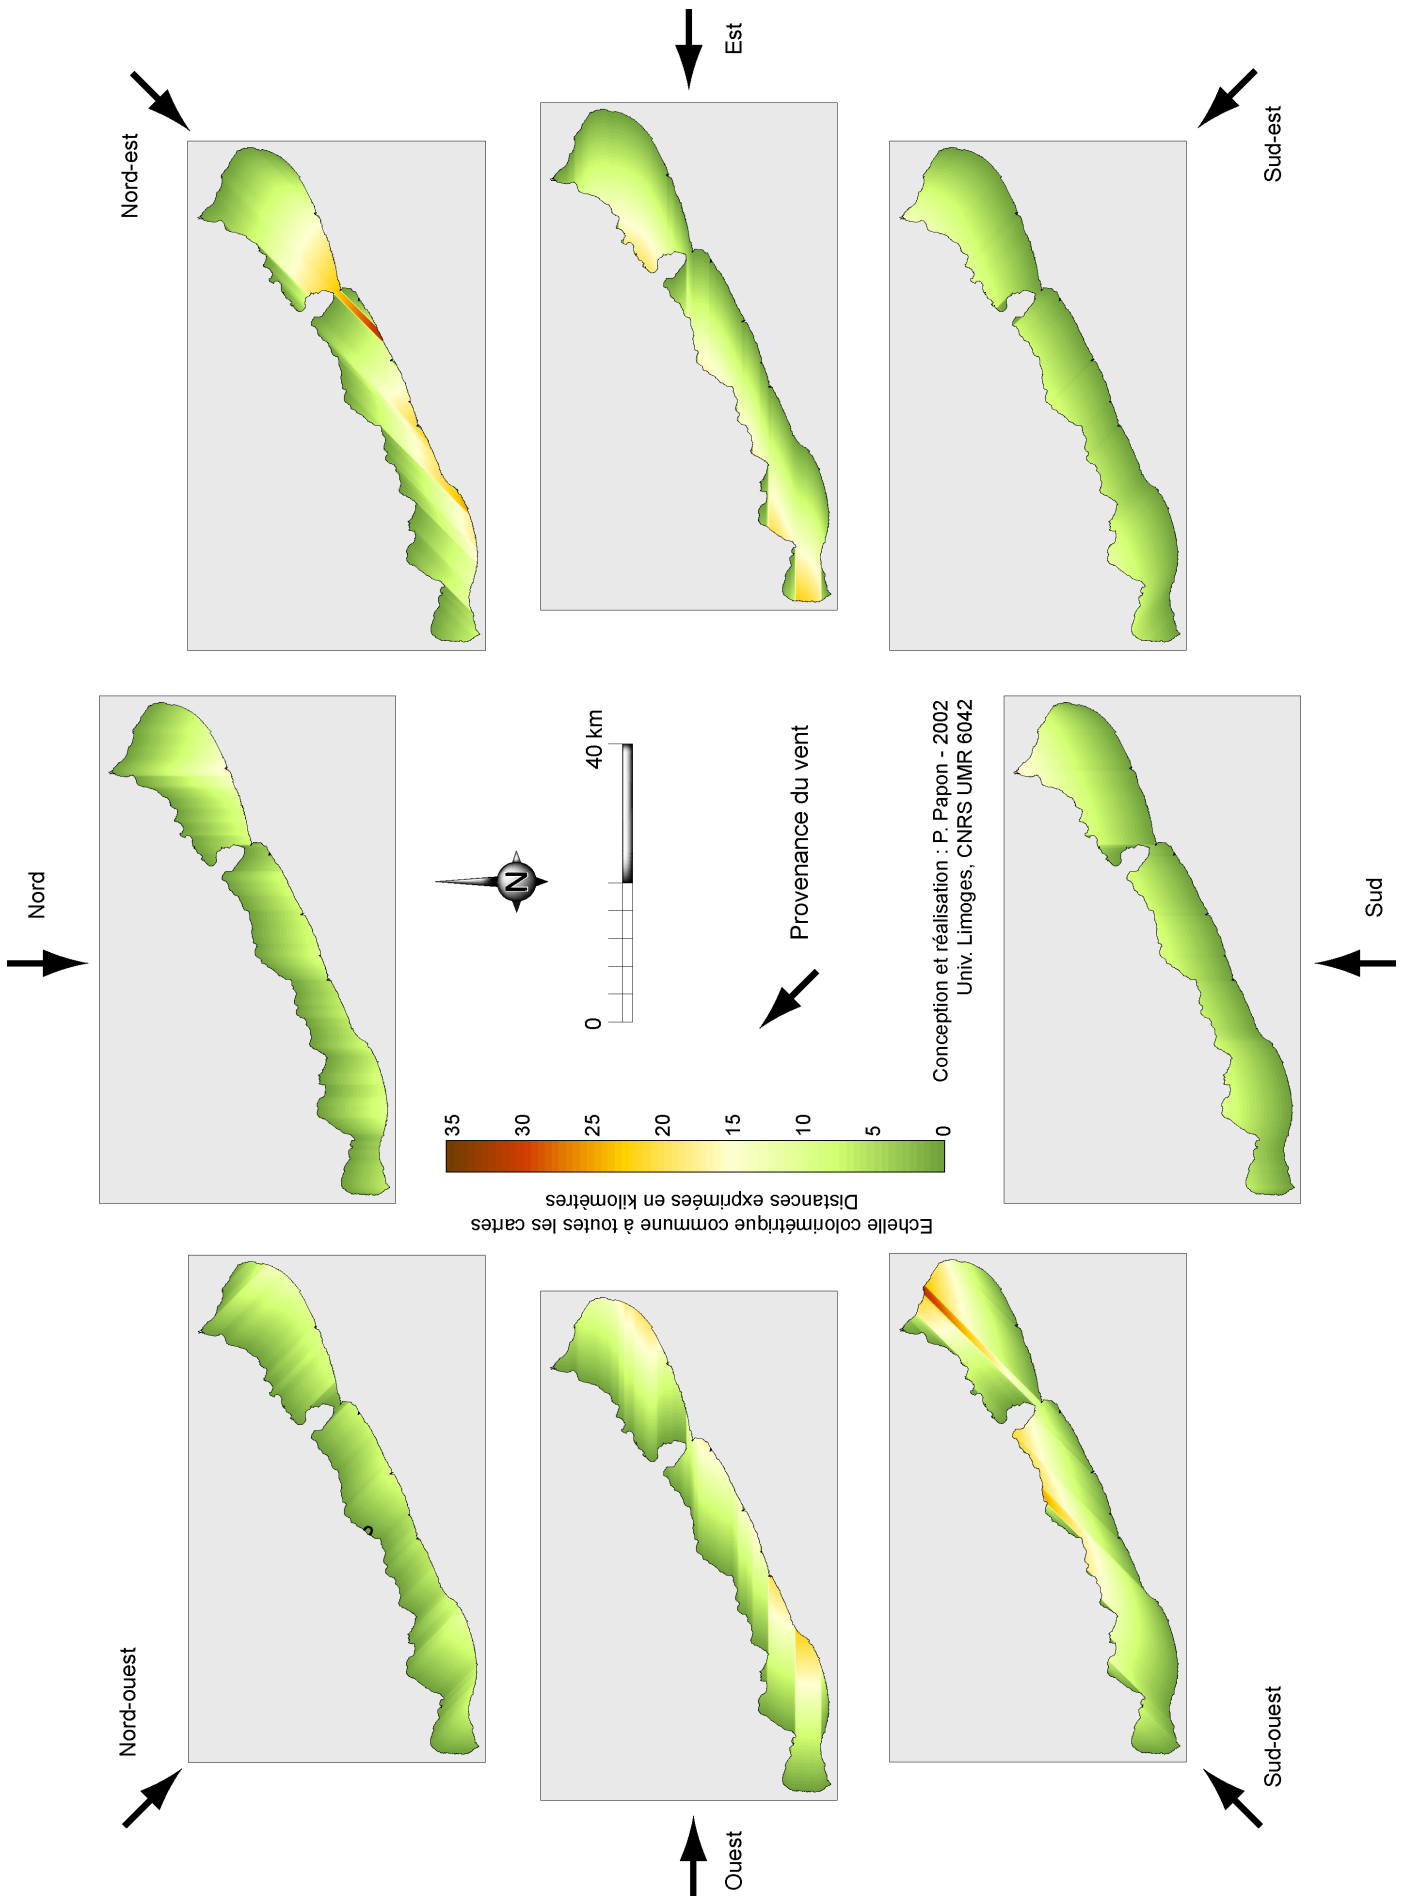 Nord-ouest
Nord
Nord-est
Ouest
Est
Sud-ouest
Sud
Sud-est
N
0
40 km
Provenance du vent
Echelle colorimétrique commune à toutes les cartes
Distances exprimées en kilomètres
35
30
25
20
15
10
5
0
Conception et réalisation : P. Papon - 2002
Univ. Limoges, CNRS UMR 6042